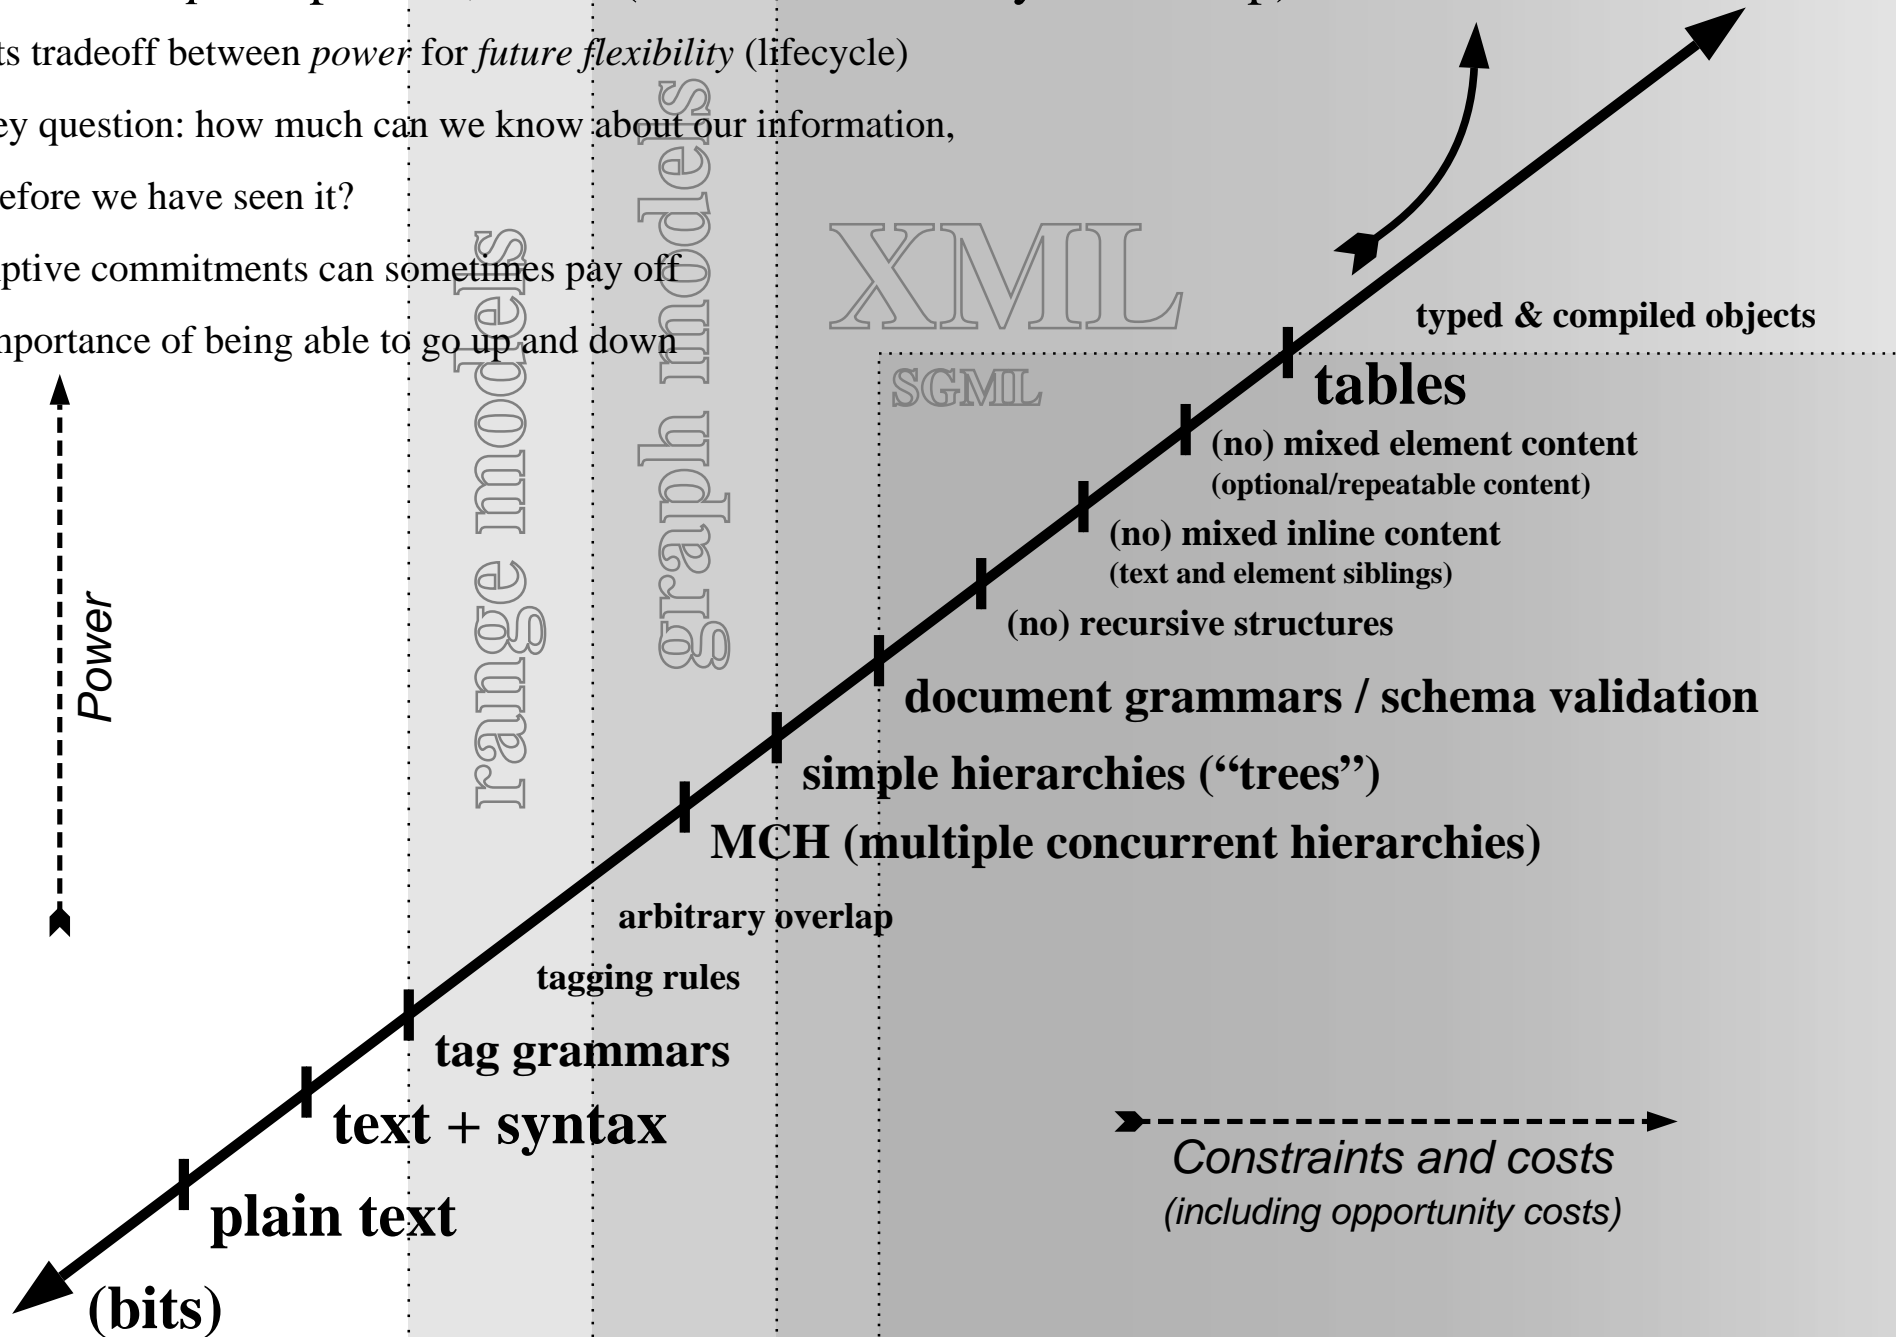 ts tradeoff between power for future flexibility (lifecycle)
ey question: how much can we know about our information,
efore we have seen it?
ptive commitments can sometimes pay off
mportance of being able to go up and down
range models
graph models
XML
SGML
typed & compiled objects
tables
(no) mixed element content
(optional/repeatable content)
(no) mixed inline content
(text and element siblings)
(no) recursive structures
document grammars / schema validation
simple hierarchies (“trees”)
MCH (multiple concurrent hierarchies)
arbitrary overlap
tagging rules
tag grammars
text + syntax
plain text
(bits)
Power
Constraints and costs
(including opportunity costs)